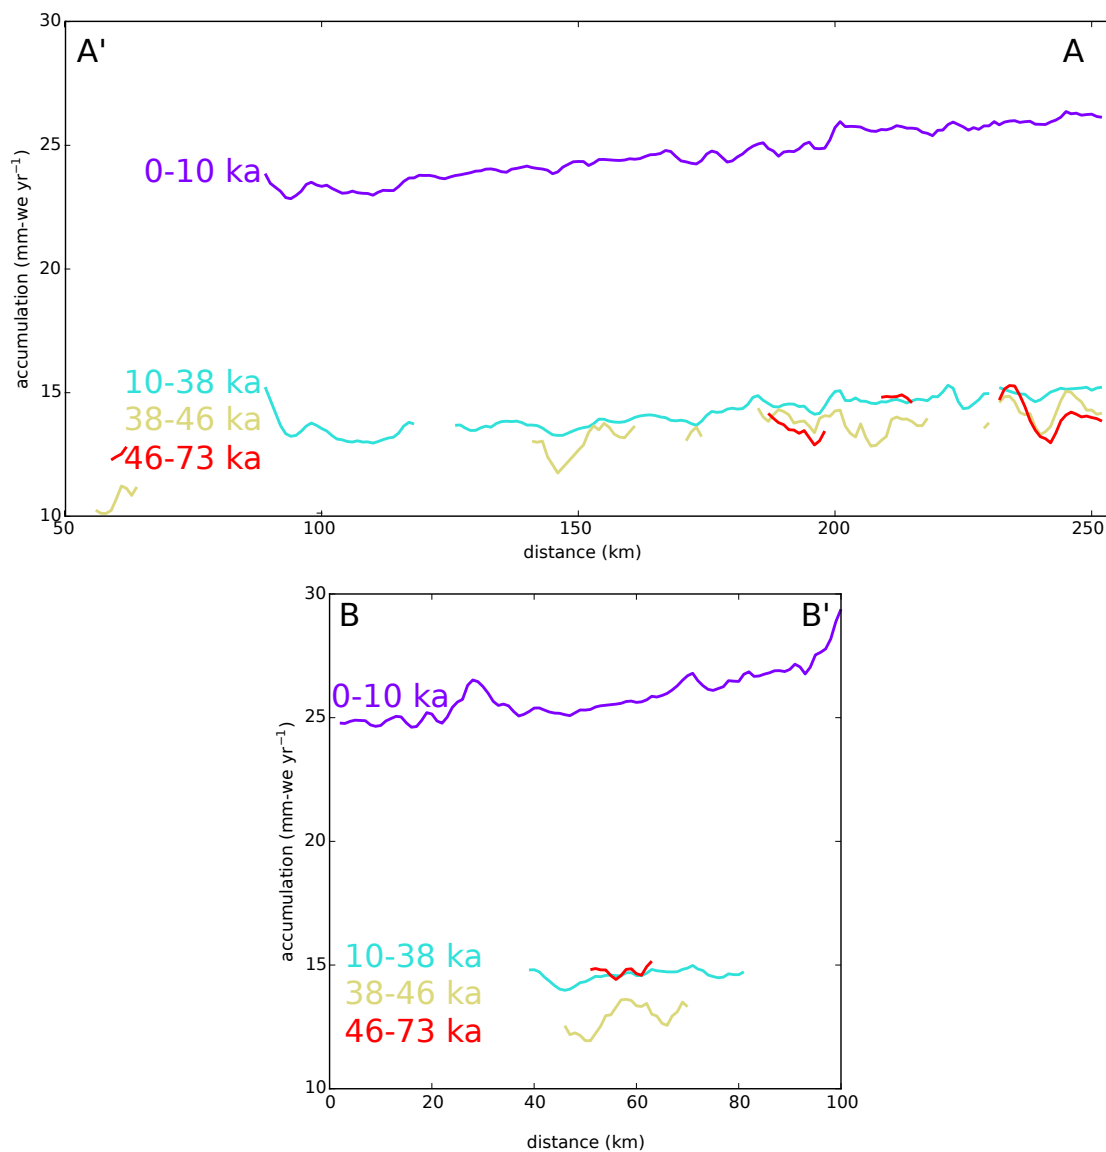 30
A' A
25
0-10 ka
accumulation (mm-we yr⁻¹)
20
15
10-38 ka
38-46 ka
46-73 ka
10
50 100 150 200 250
distance (km)
30
B B'
0-10 ka
25
accumulation (mm-we yr⁻¹)
20
15
10-38 ka
38-46 ka
46-73 ka
10
0 20 40 60 80 100
distance (km)